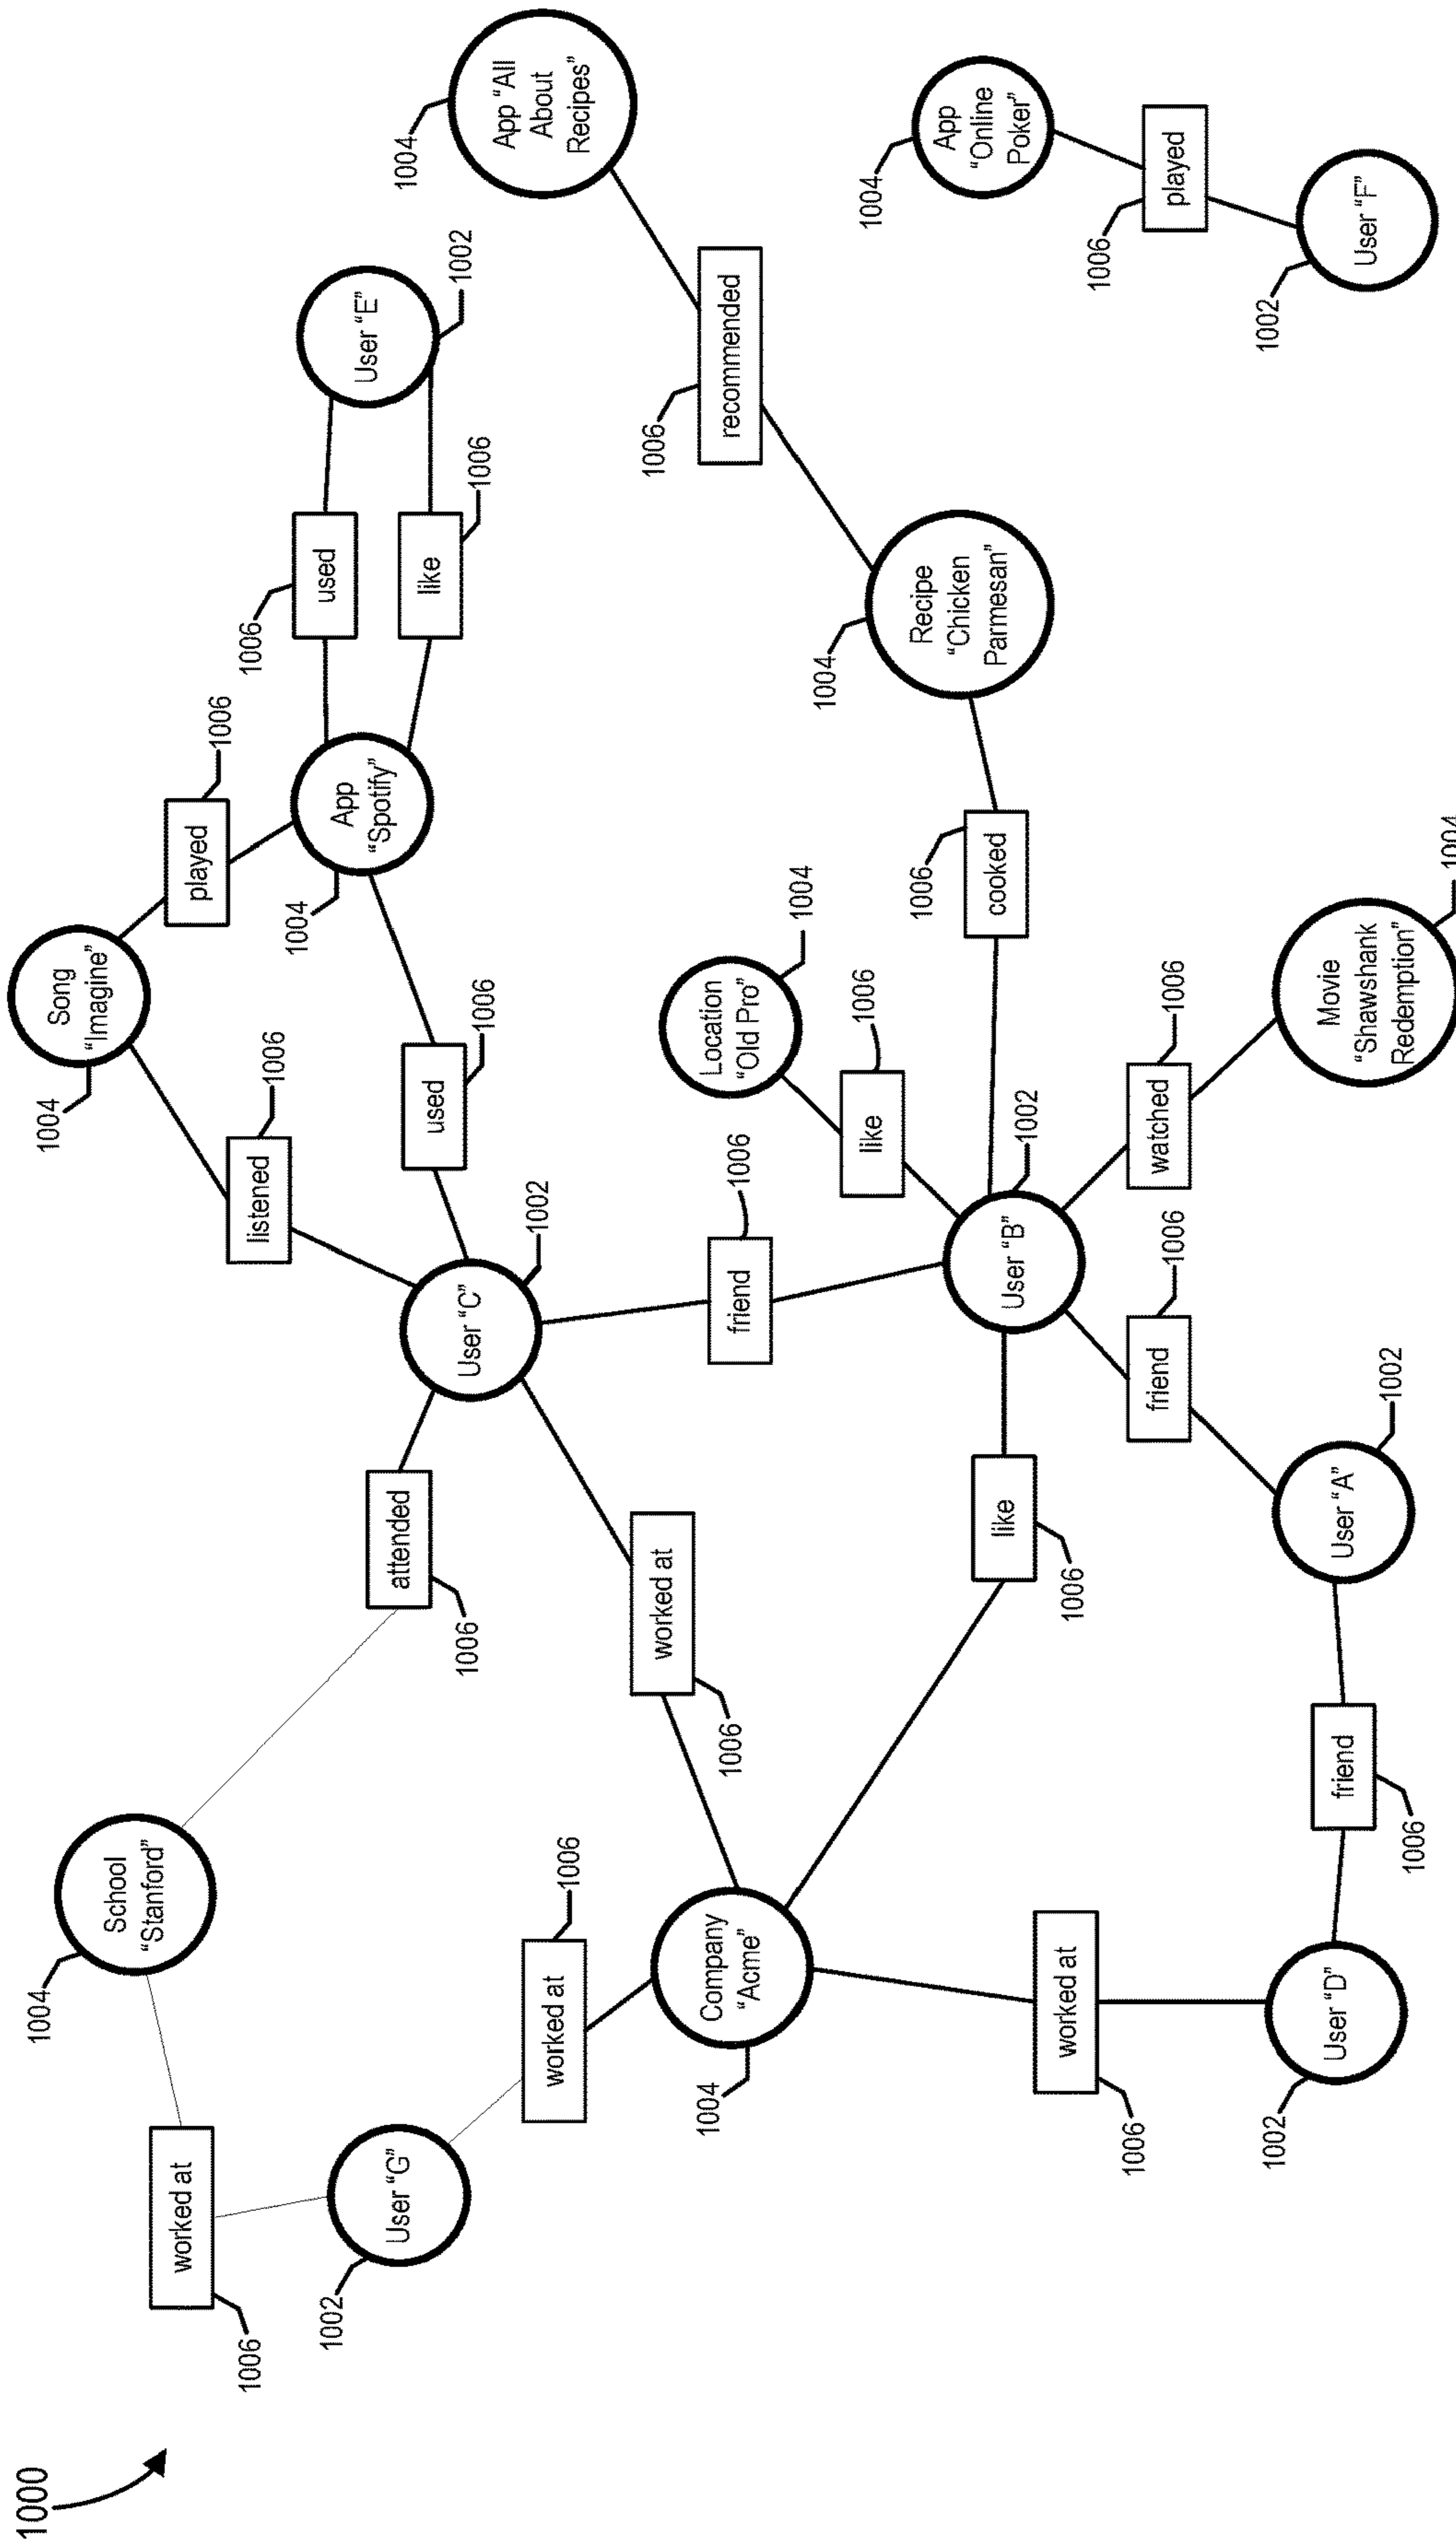 1000
1004
School
“Stanford”
worked at
1006
1002
User “G”
worked at
1006
attended
1006
1004
Song
“Imagine”
listened
1006
played
1006
1004
App
“Spotify”
used
1006
User “C”
1002
used
1006
like
1006
User “E”
1002
1004
App “All
About
Recipes”
recommended
1006
worked at
1006
Company
“Acme”
1004
friend
1006
Location
“Old Pro”
1004
like
1006
cooked
1006
1004
Recipe
“Chicken
Parmesan”
1004
App
“Online
Poker”
played
1006
1002
User “F”
like
1006
User “B”
1002
worked at
1006
1002
User “D”
friend
1006
User “A”
1002
friend
1006
watched
1006
Movie
“Shawshank
Redemption”
1004